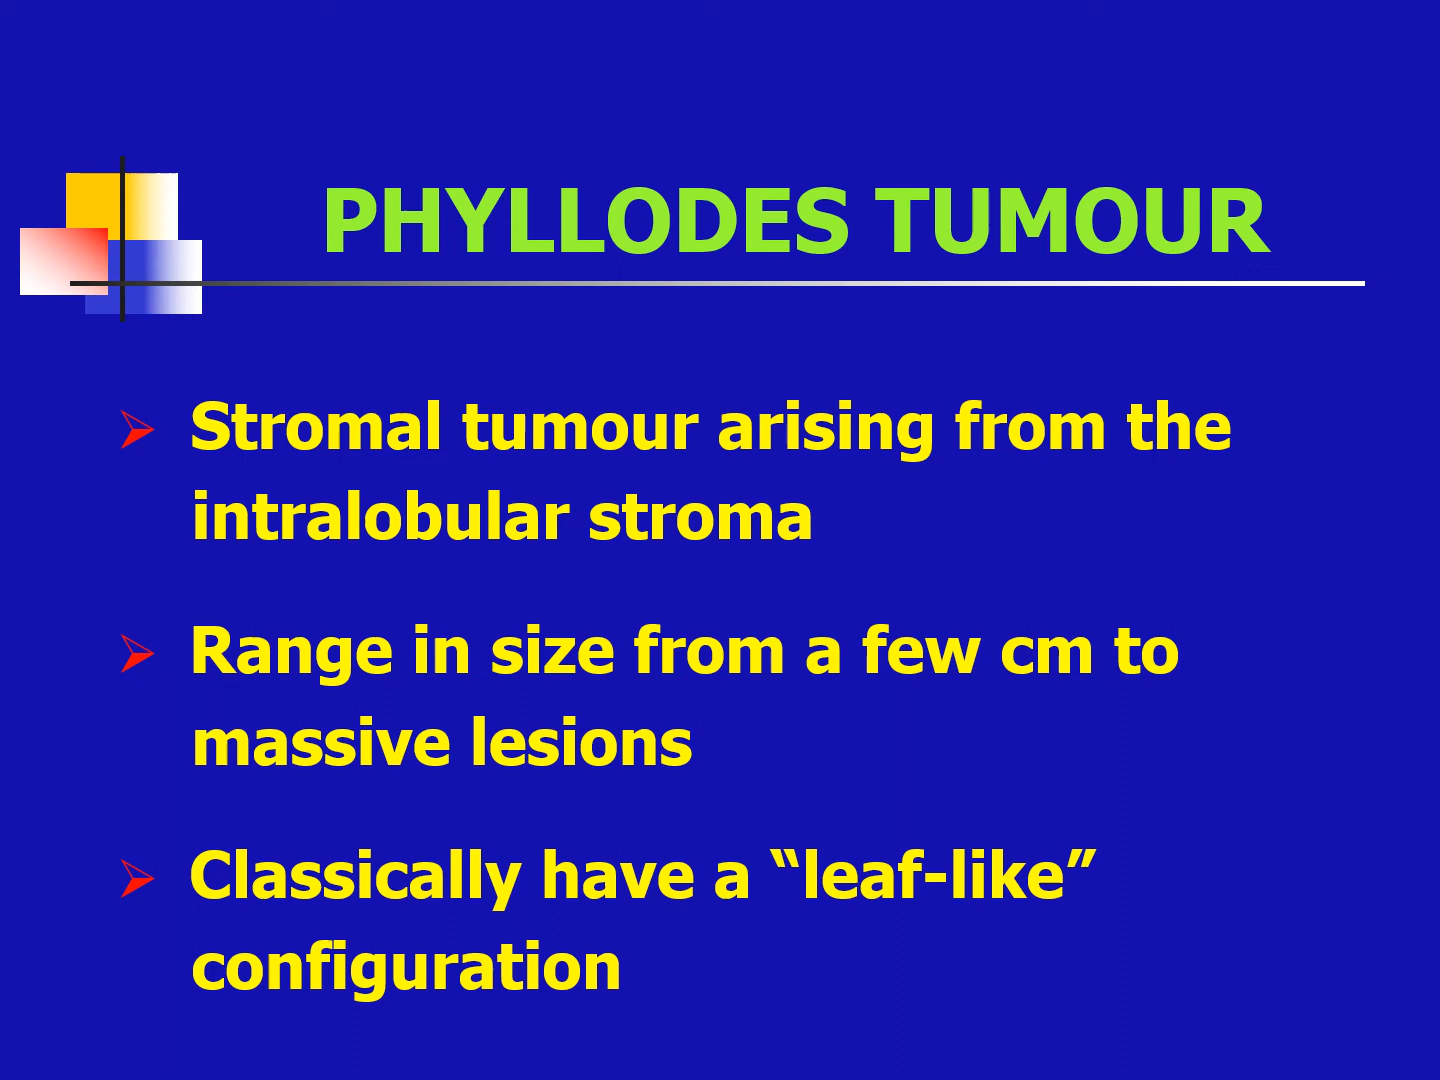 PHYLLODES TUMOUR
Stromal tumour arising from the
intralobular stroma
Range in size from a few cm to
massive lesions
Classically have a “leaf-like”
configuration